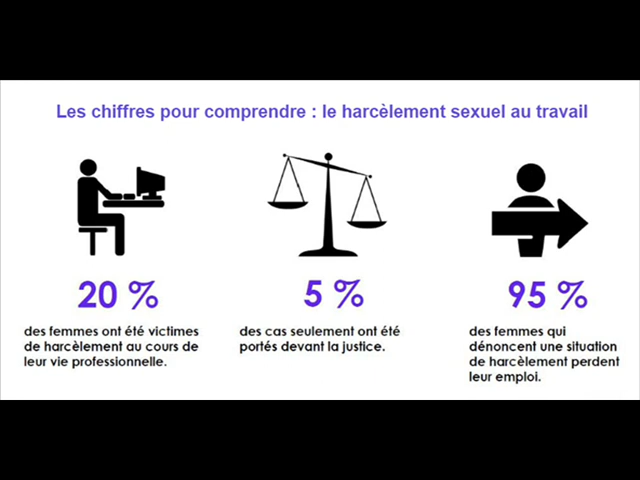 Les chiffres pour comprendre : le harcèlement sexuel au travail
20 %
des femmes ont été victimes
de harcèlement au cours de
leur vie professionnelle.
5 %
des cas seulement ont été
portés devant la justice.
95 %
des femmes qui
dénoncent une situation
de harcèlement perdent
leur emploi.